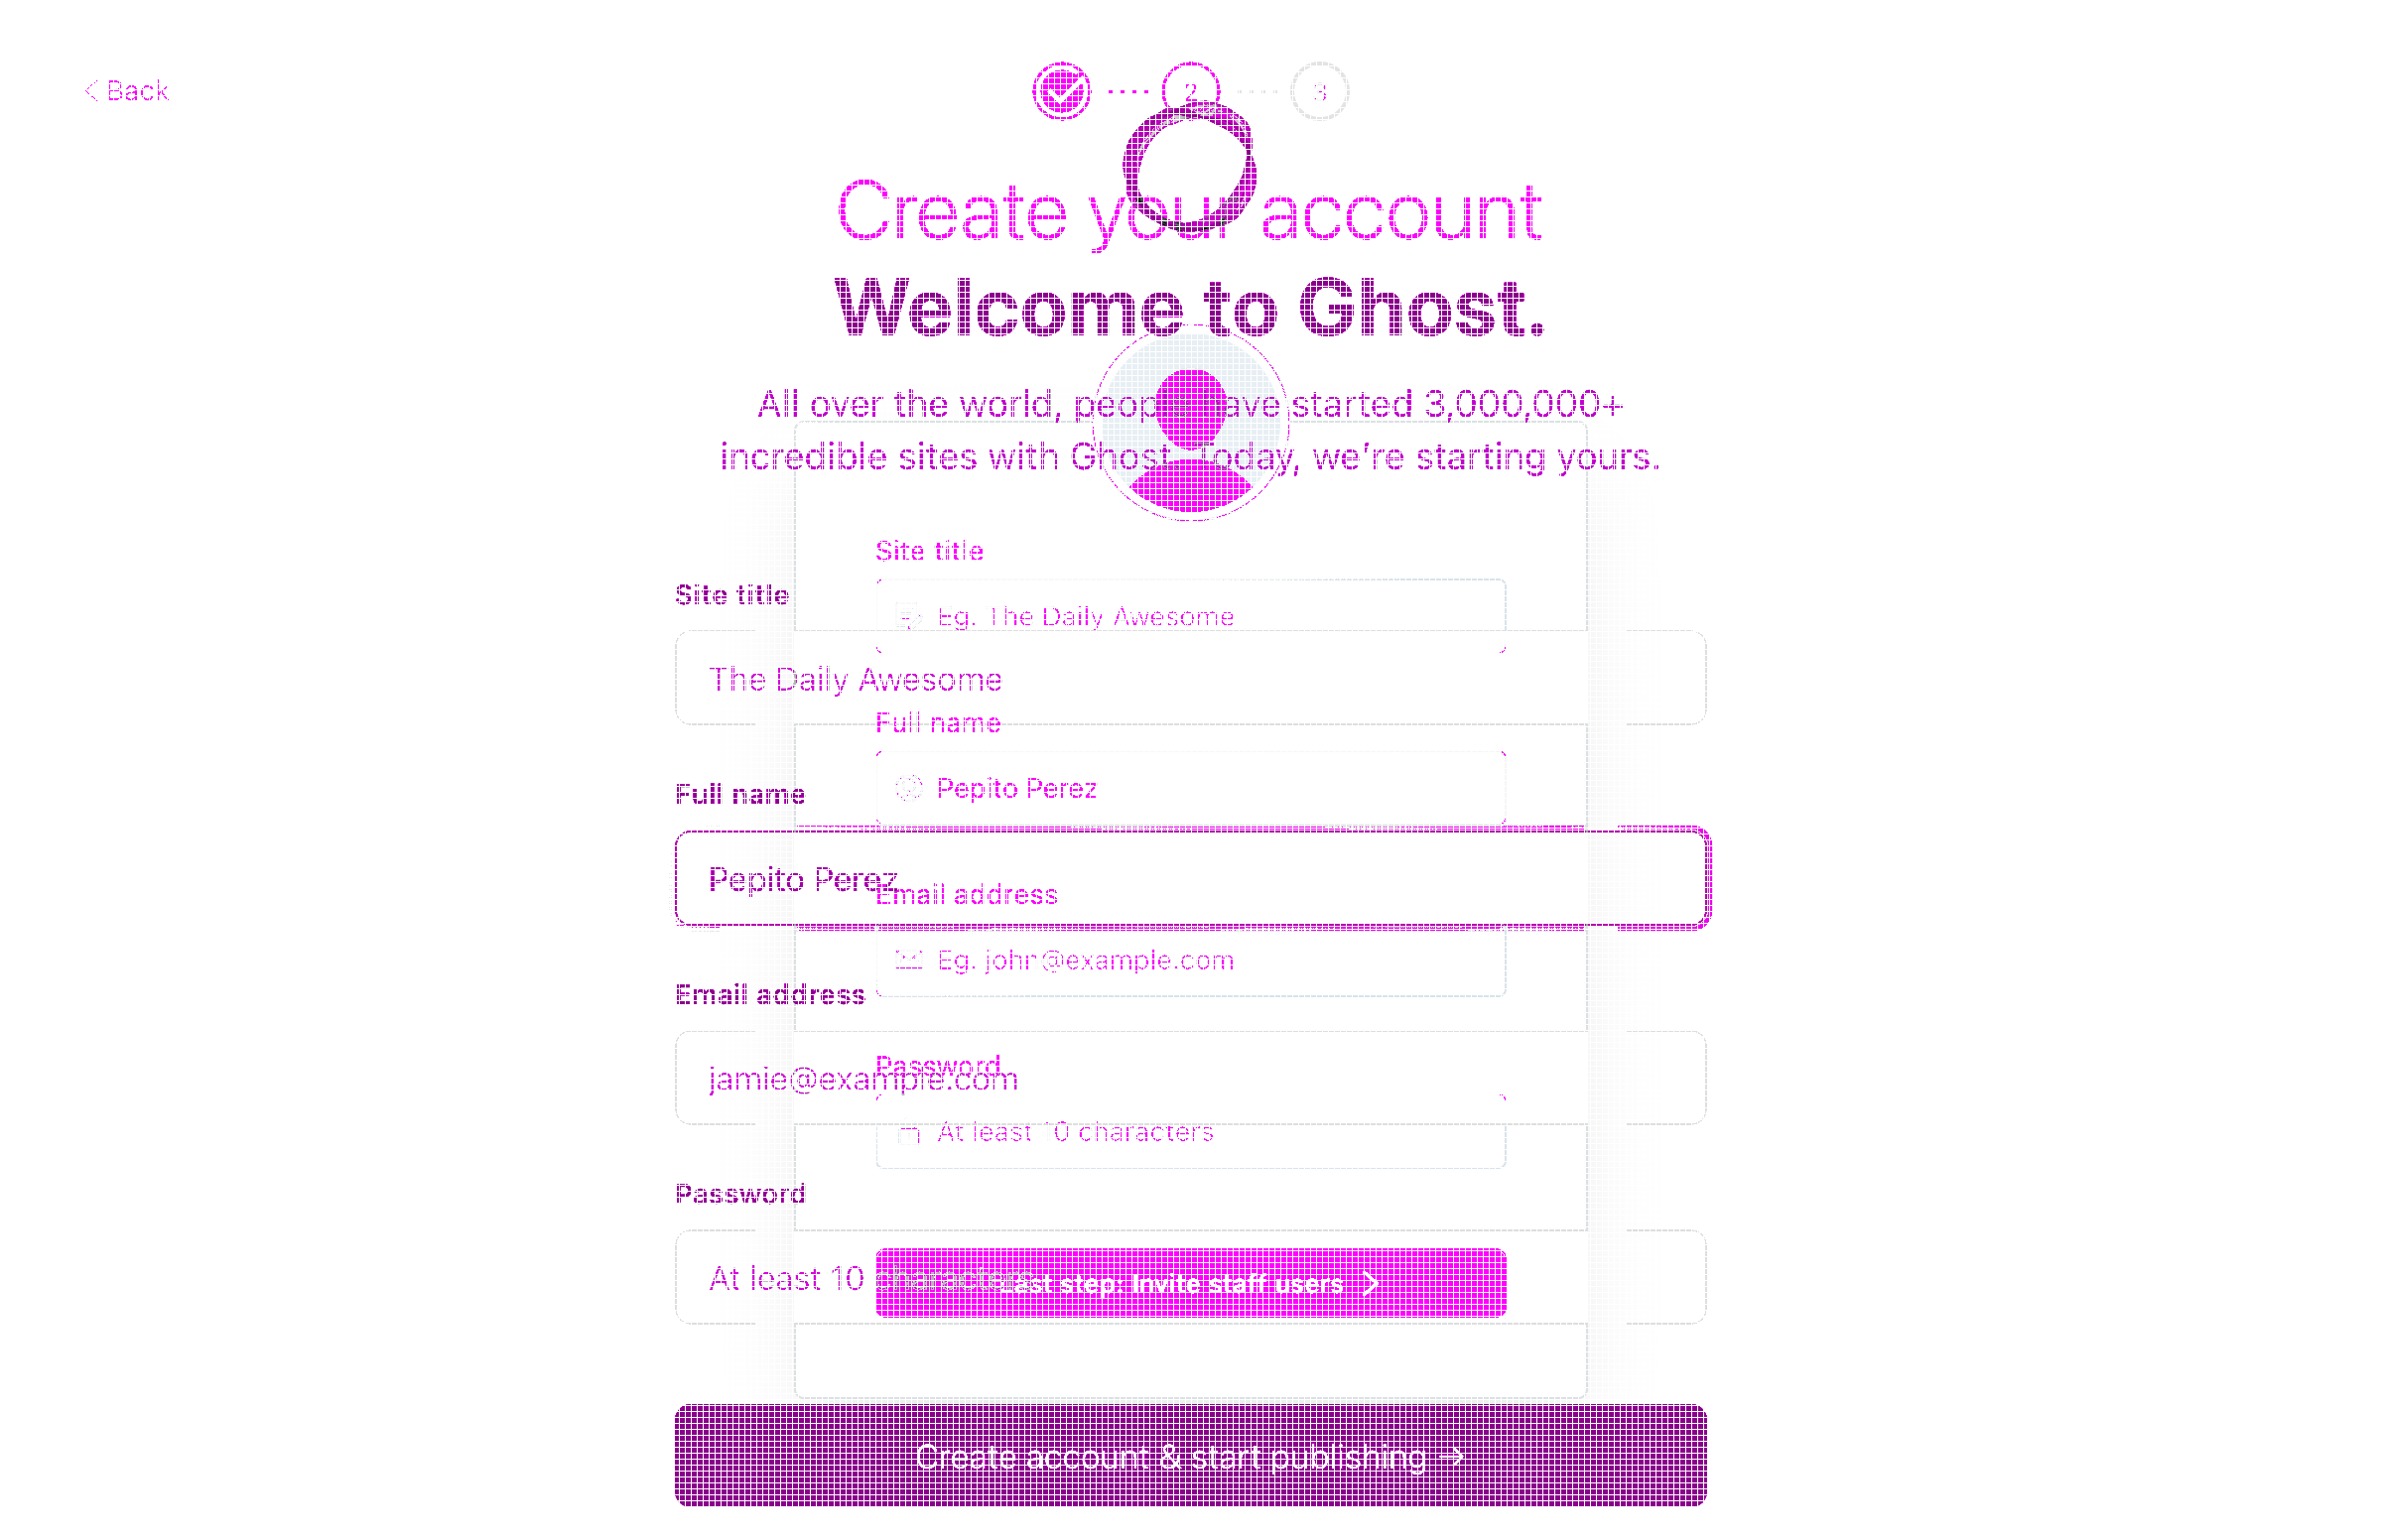 Back
2
3
Create your account
Welcome to Ghost.
All over the world, people have started 3,000,000+
incredible sites with Ghost. Today, we’re starting yours.
Site title
Site title
Eg. The Daily Awesome
The Daily Awesome
Full name
Pepito Perez
Full name
Pepito Perez
Email address
Eg. john@example.com
Email address
jamie@example.com
Password
At least 10 characters
Password
At least 10 characters
Last step: Invite staff users
Create account & start publishing →